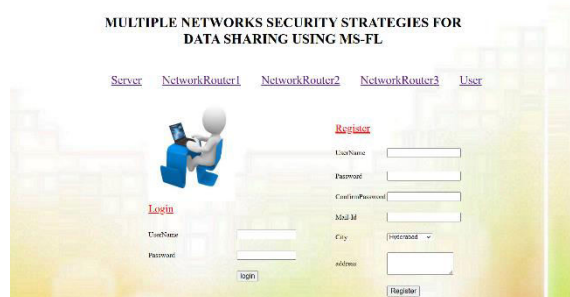 MULTIPLE NETWORKS SECURITY STRATEGIES FOR
DATA SHARING USING MS-FL
Server NetworkRouter1 NetworkRouter2 NetworkRouter3 User
Register
UserName
Password
ConfirmPassword
Mail-Id
City Hyderabad
address
Register
Login
UserName
Password
login